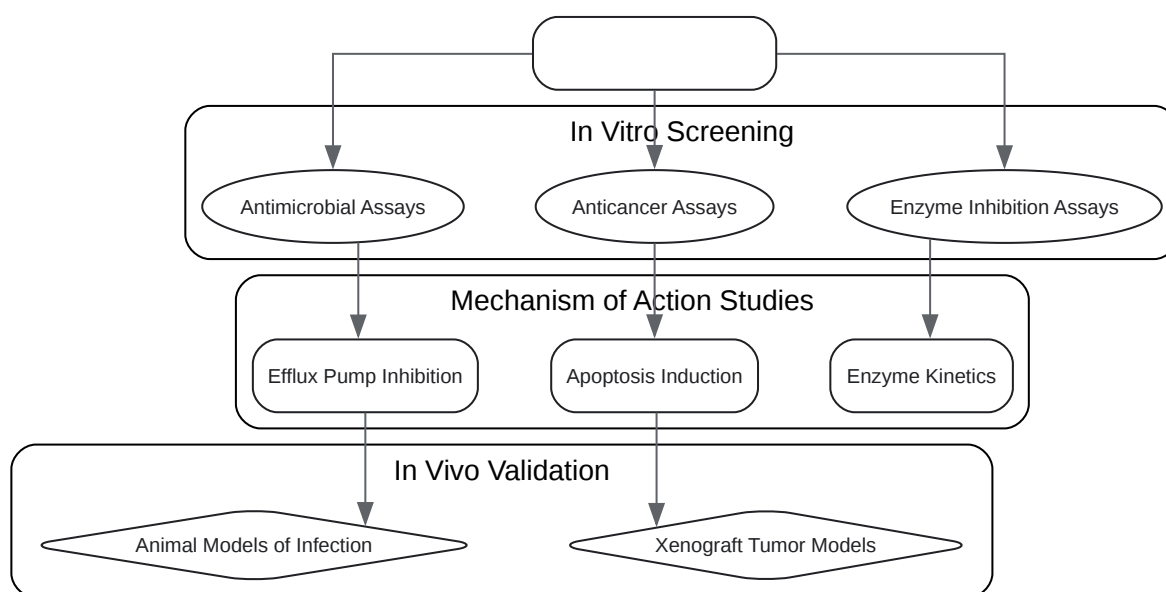 In Vitro Screening
Antimicrobial Assays
Anticancer Assays
Enzyme Inhibition Assays
Mechanism of Action Studies
Efflux Pump Inhibition
Apoptosis Induction
Enzyme Kinetics
In Vivo Validation
Animal Models of Infection
Xenograft Tumor Models